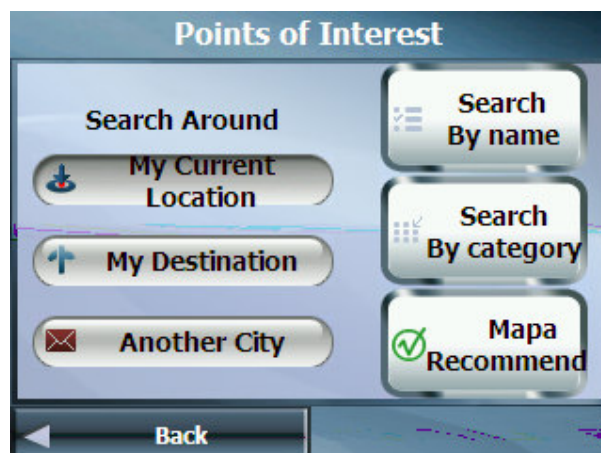 Points of Interest
Search Around
My Current
Location
My Destination
Another City
Search
By name
Search
By category
Mapa
Recommend
Back